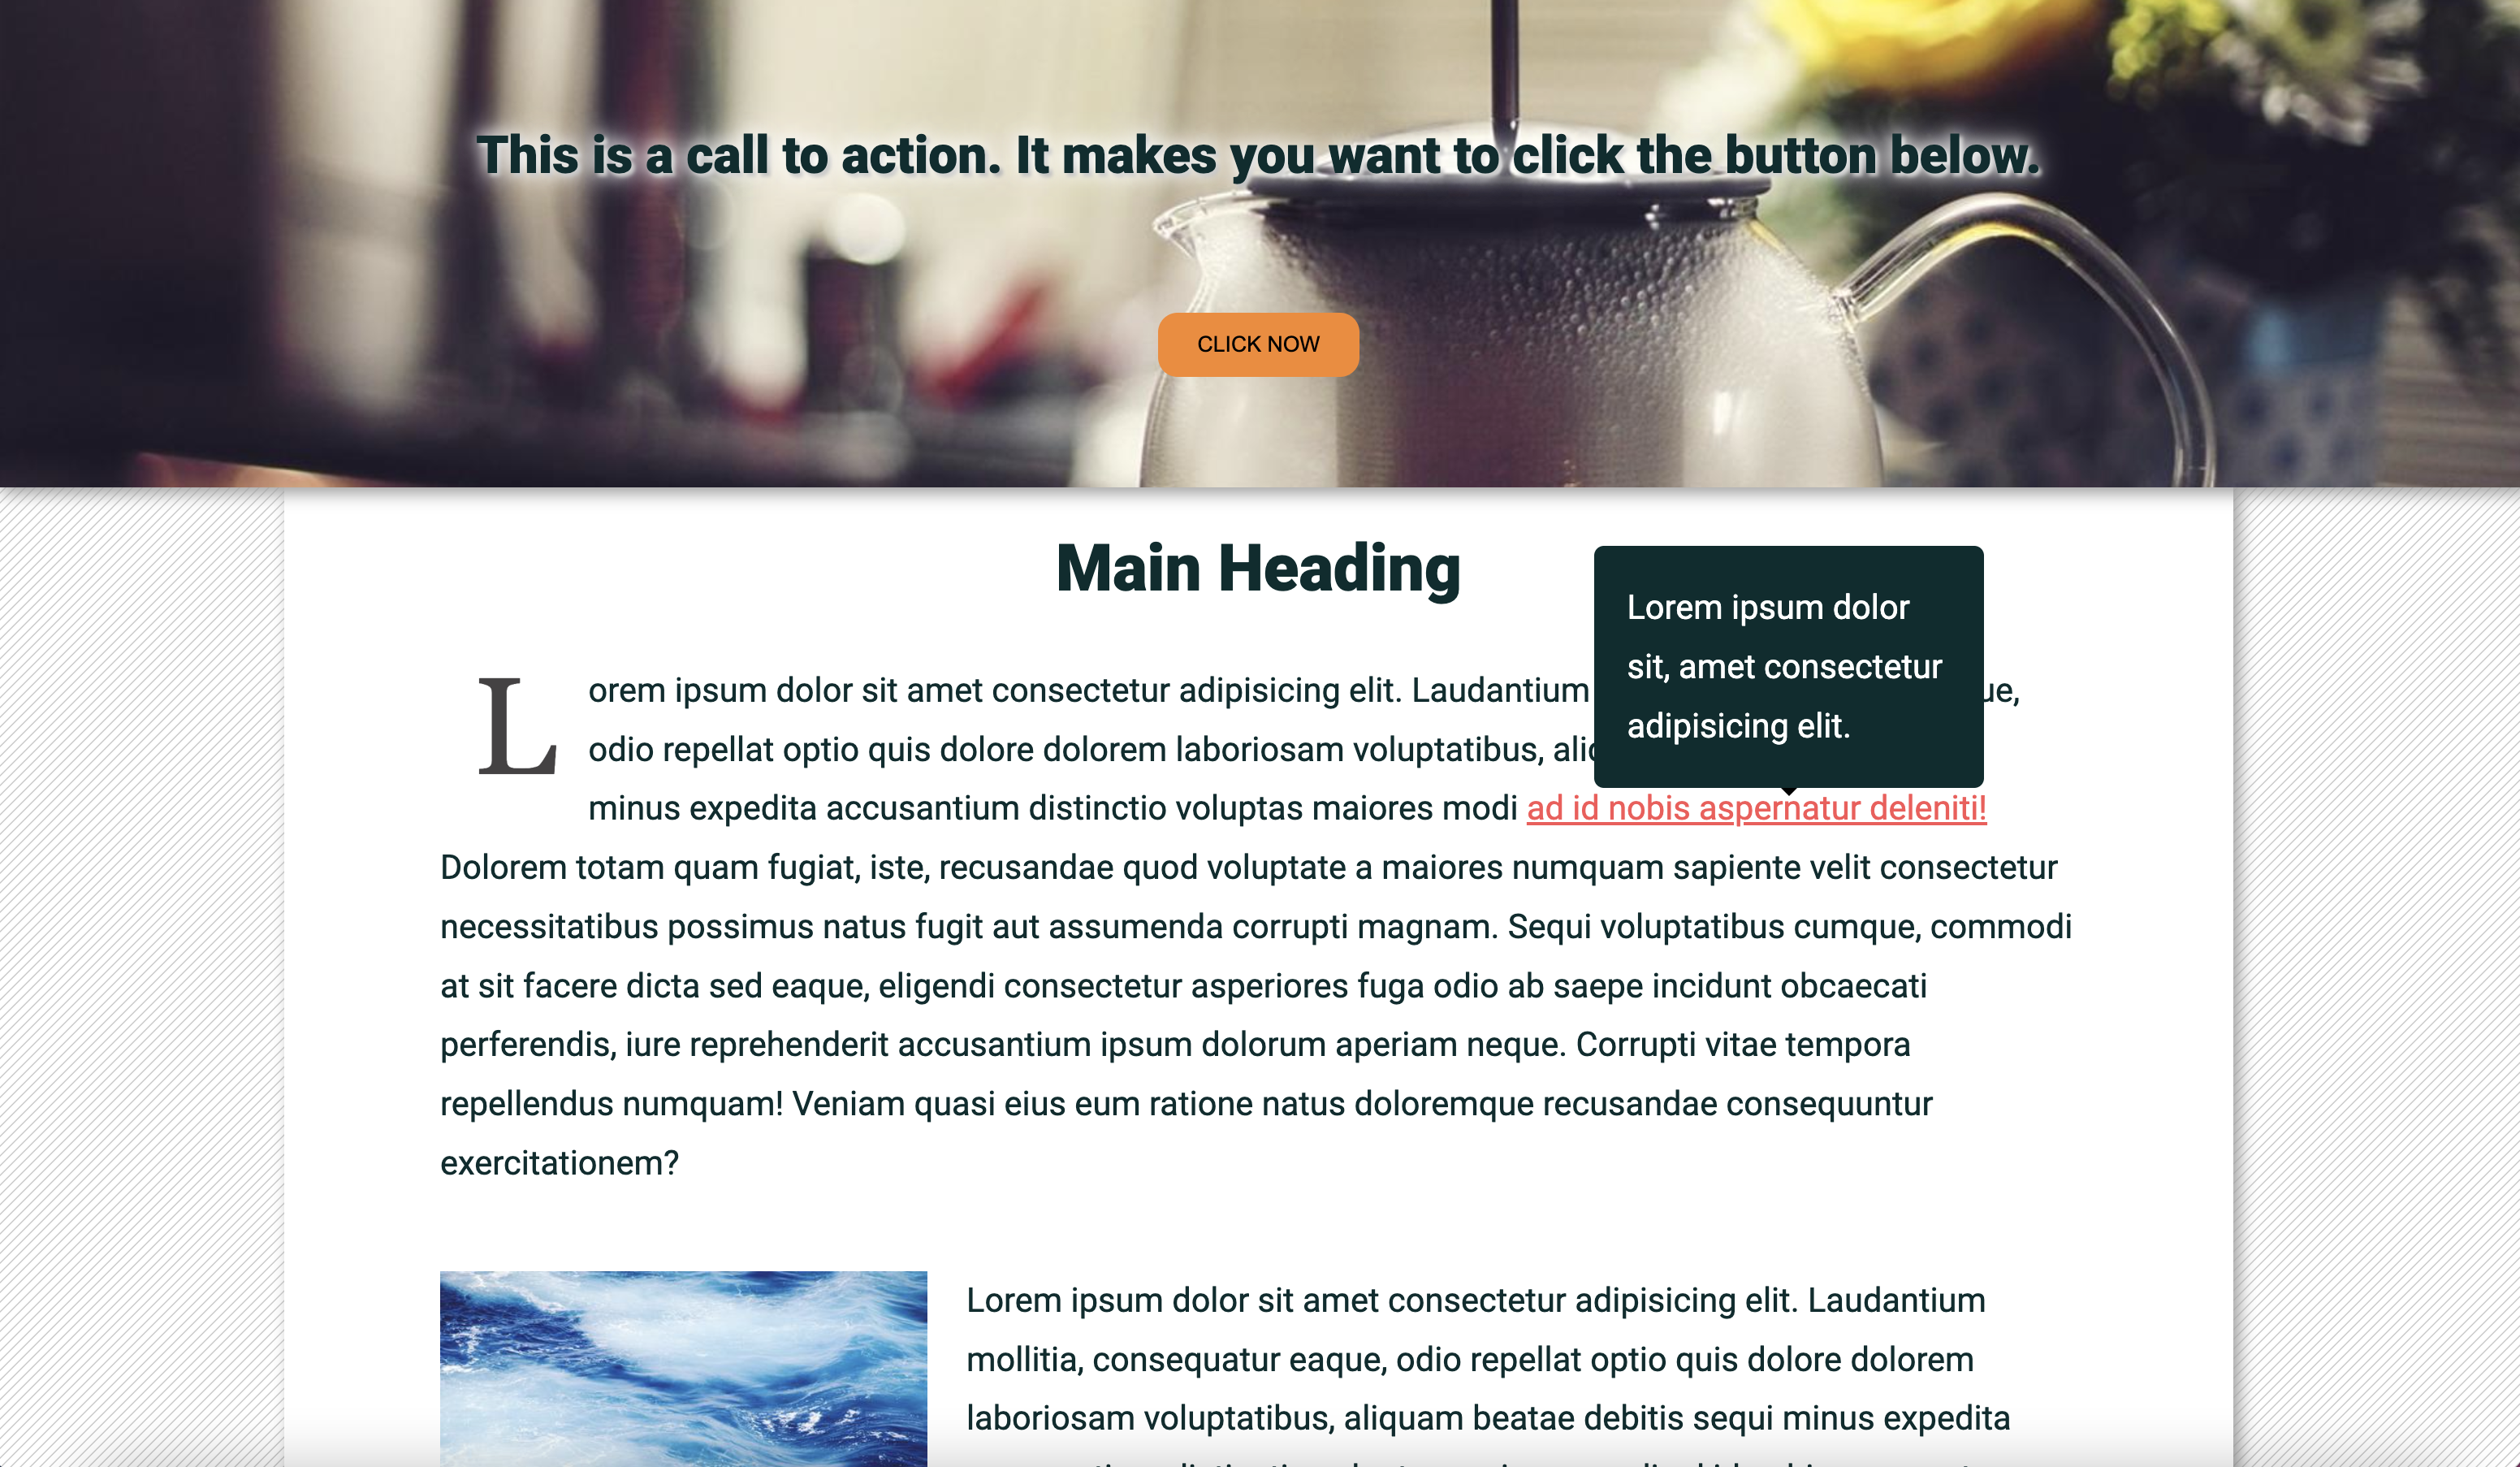 This is a call to action. It makes you want to click the button below.
CLICK NOW
Main Heading
Lorem ipsum dolor
sit, amet consectetur
adipisicing elit.
Lorem ipsum dolor sit amet consectetur adipisicing elit. Laudantium
odio repellat optio quis dolore dolorem laboriosam voluptatibus,
minus expedita accusantium distinctio voluptas maiores modi ad id nobis aspernatur deleniti!
Dolorem totam quam fugiat, iste, recusandae quod voluptate a maiores numquam sapiente velit consectetur
necessitatibus possimus natus fugit aut assumenda corrupti magnam. Sequi voluptatibus cumque, commodi
at sit facere dicta sed eaque, eligendi consectetur asperiores fuga odio ab saepe incidunt obcaecati
perferendis, iure reprehenderit accusantium ipsum dolorum aperiam neque. Corrupti vitae tempora
repellendus numquam! Veniam quasi eius eum ratione natus doloremque recusandae consequuntur
exercitationem?
Lorem ipsum dolor sit amet consectetur adipisicing elit. Laudantium
mollitia, consequatur eaque, odio repellat optio quis dolore dolorem
laboriosam voluptatibus, aliquam beatae debitis sequi minus expedita